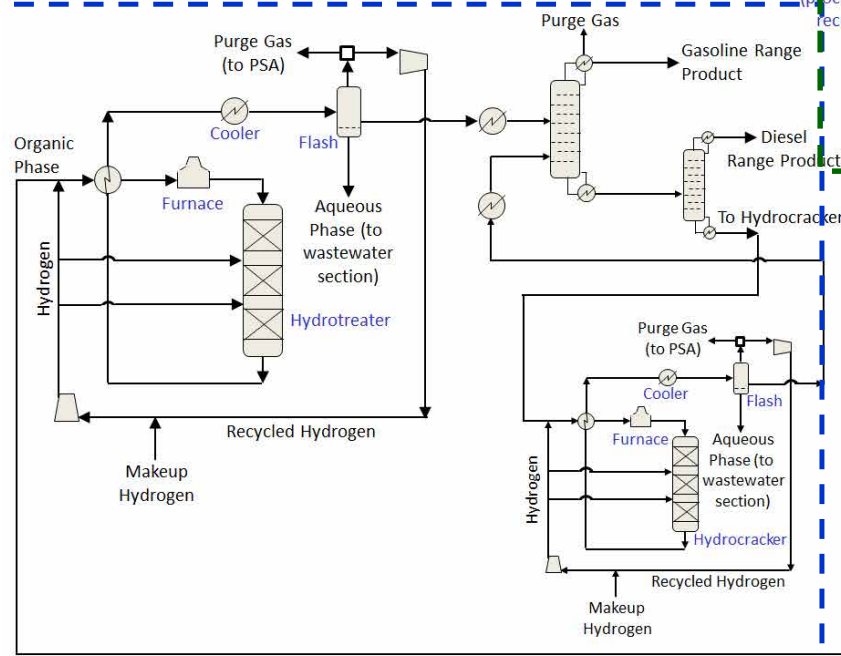 Purge Gas
(to PSA)
Purge Gas
Gasoline Range
Product
Cooler
Flash
Organic
Phase
Furnace
Aqueous
Phase (to
wastewater
section)
Diesel
Range Product
To Hydrocracker
Hydrogen
Hydrotreater
Recycled Hydrogen
Makeup
Hydrogen
Purge Gas
(to PSA)
Cooler
Flash
Furnace
Aqueous
Phase (to
wastewater
section)
Hydrogen
Hydrocracker
Recycled Hydrogen
Makeup
Hydrogen